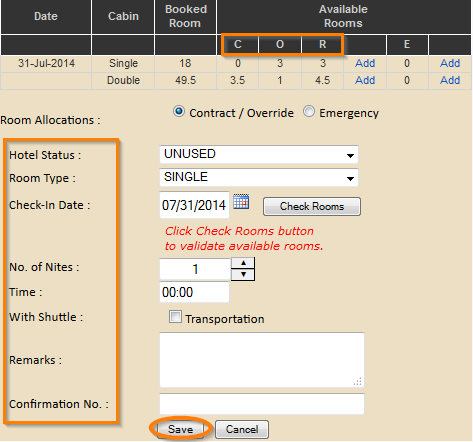 Date Cabin Booked Room Available Rooms
C O R E
31-Jul-2014 Single 18 0 3 3 Add 0 Add
Double 49.5 3.5 1 4.5 Add 0 Add
Room Allocations : Contract / Override Emergency
Hotel Status : UNUSED
Room Type : SINGLE
Check-In Date : 07/31/2014 Check Rooms
Click Check Rooms button
to validate available rooms.
No. of Nites : 1
Time : 00:00
With Shuttle : Transportation
Remarks :
Confirmation No. :
Save Cancel